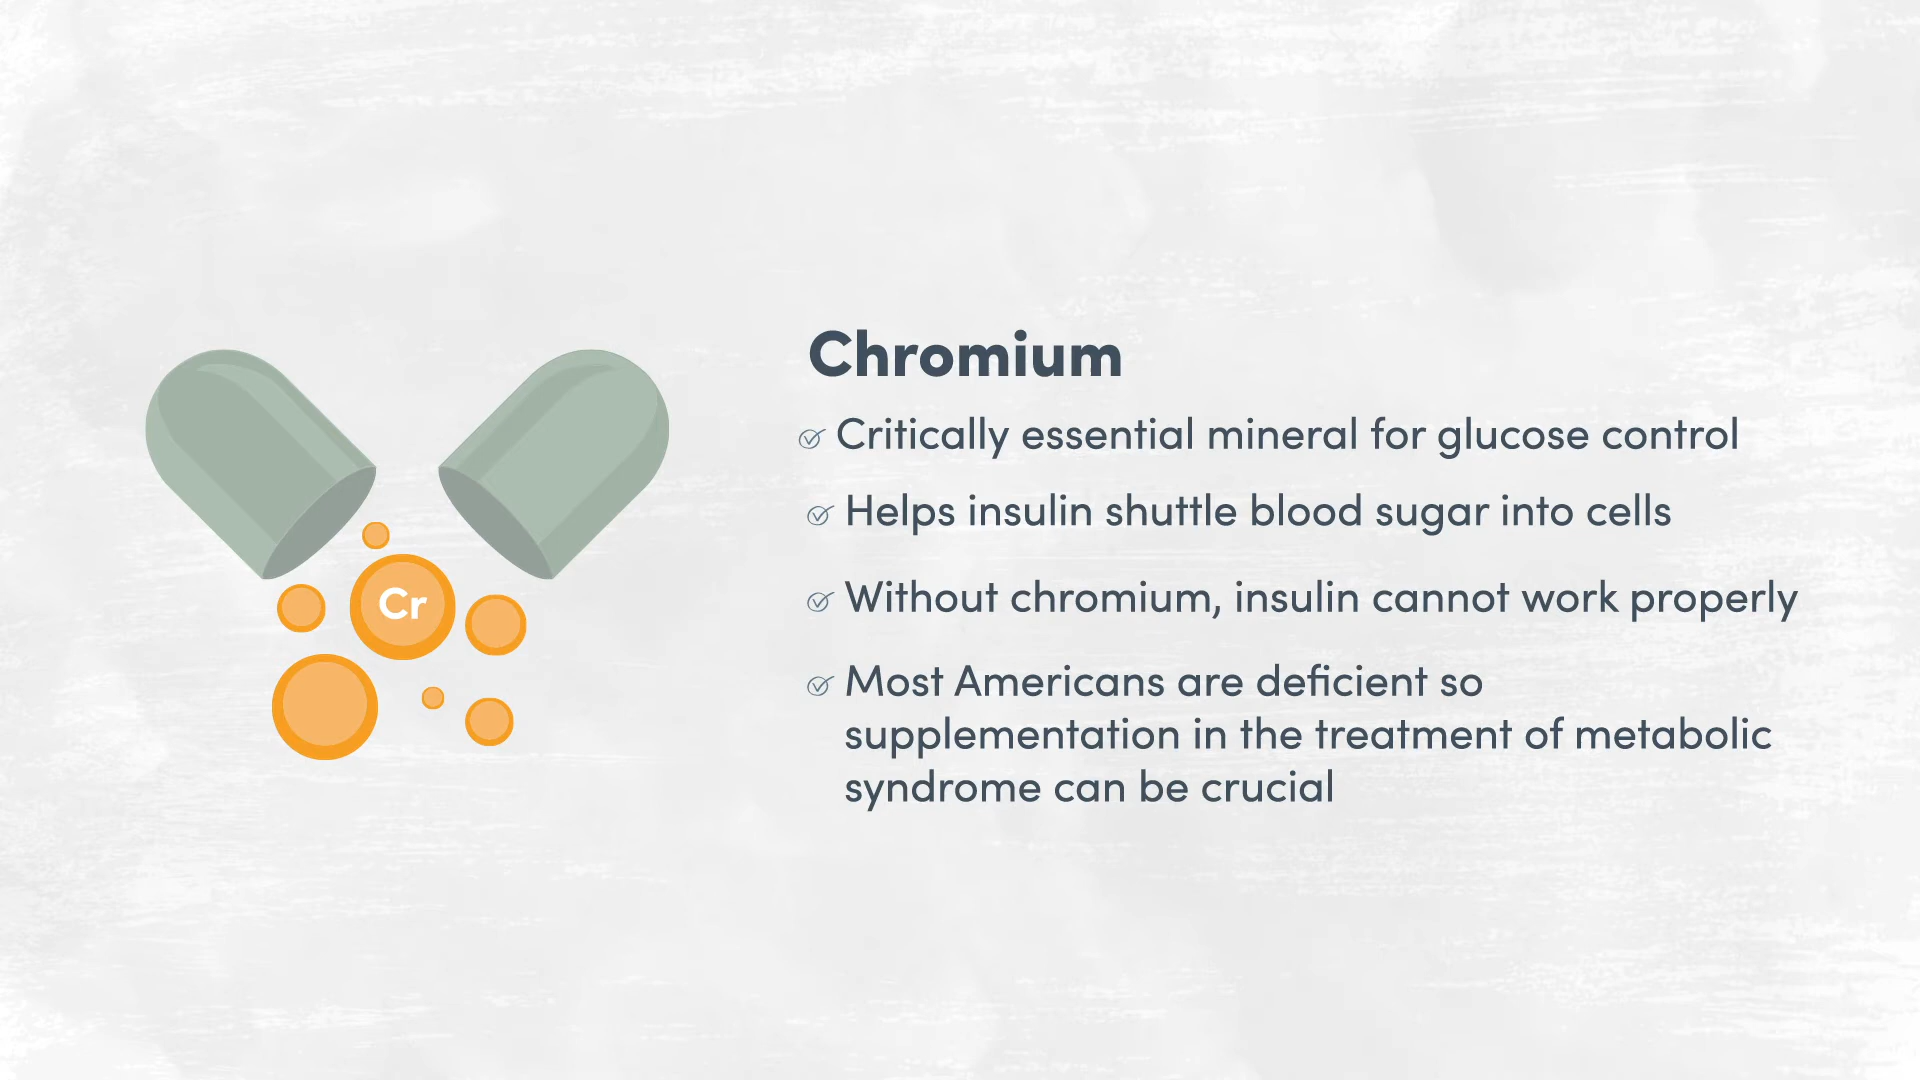 Chromium
Critically essential mineral for glucose control
Helps insulin shuttle blood sugar into cells
Without chromium, insulin cannot work properly
Cr
Most Americans are deficient so
supplementation in the treatment of metabolic
syndrome can be crucial